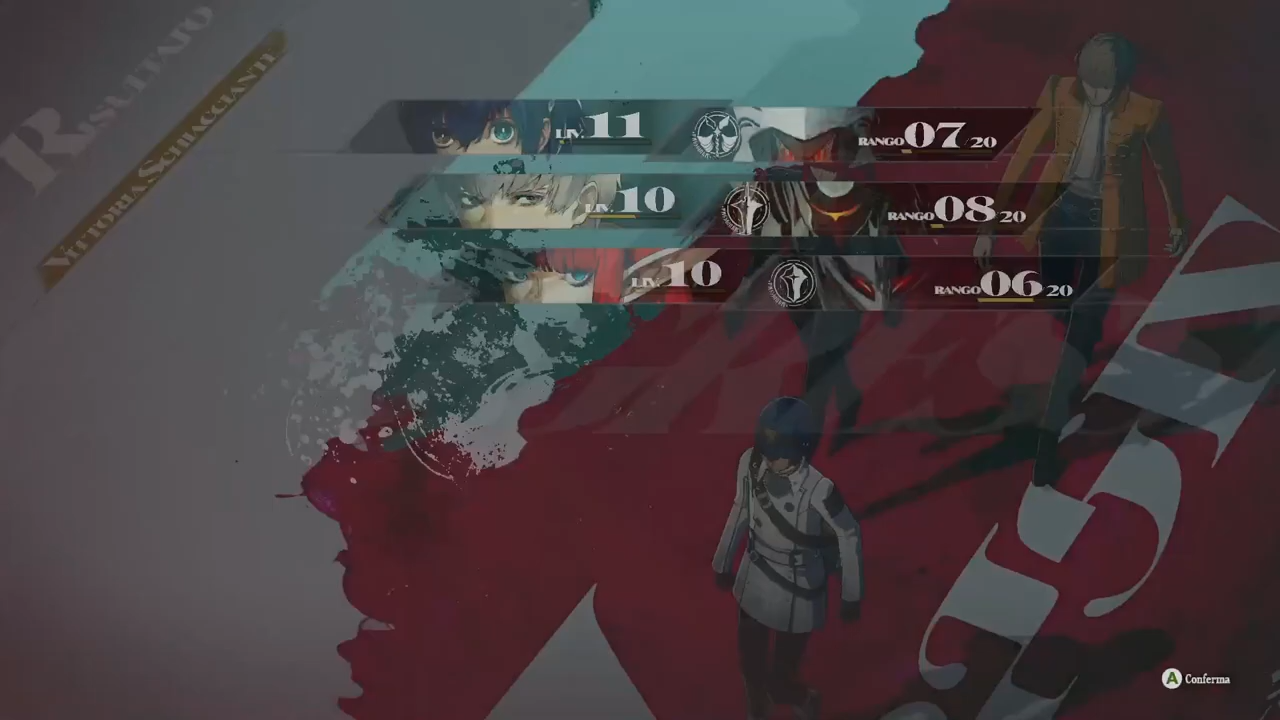 RISULTATO
VITTORIA SCHIACCIANTE
LIV. 11
RANGO 07/20
LIV. 10
RANGO 08/20
LIV. 10
RANGO 06/20
A Conferma